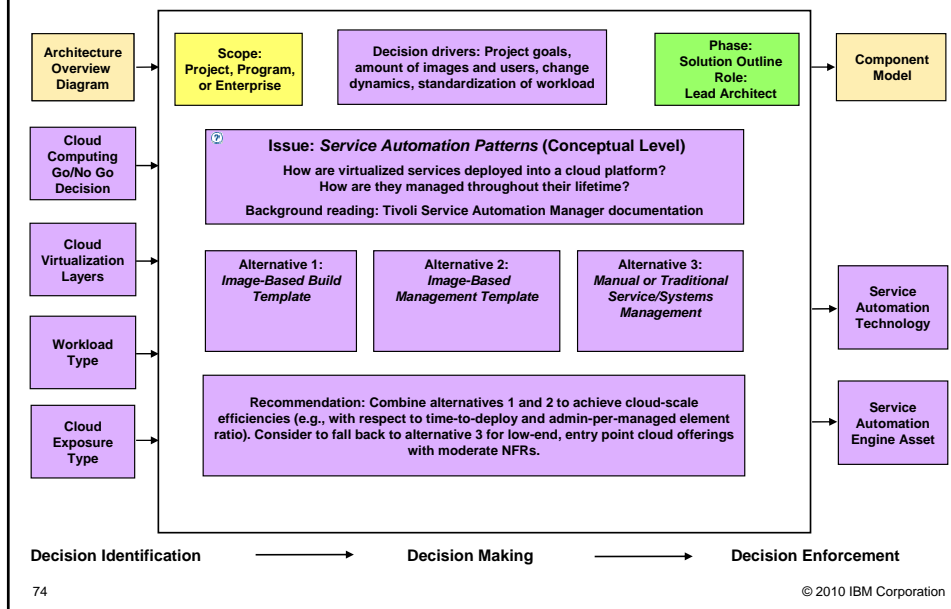 Architecture
Overview
Diagram
Scope:
Project, Program,
or Enterprise
Decision drivers: Project goals,
amount of images and users, change
dynamics, standardization of workload
Phase:
Solution Outline
Role:
Lead Architect
Component
Model
Cloud
Computing
Go/No Go
Decision
?
Issue: Service Automation Patterns (Conceptual Level)
How are virtualized services deployed into a cloud platform?
How are they managed throughout their lifetime?
Background reading: Tivoli Service Automation Manager documentation
Cloud
Virtualization
Layers
Alternative 1:
Image-Based Build
Template
Alternative 2:
Image-Based
Management Template
Alternative 3:
Manual or Traditional
Service/Systems
Management
Service
Automation
Technology
Workload
Type
Recommendation: Combine alternatives 1 and 2 to achieve cloud-scale
efficiencies (e.g., with respect to time-to-deploy and admin-per-managed element
ratio). Consider to fall back to alternative 3 for low-end, entry point cloud offerings
with moderate NFRs.
Cloud
Exposure
Type
Service
Automation
Engine Asset
Decision Identification
Decision Making
Decision Enforcement
74
© 2010 IBM Corporation